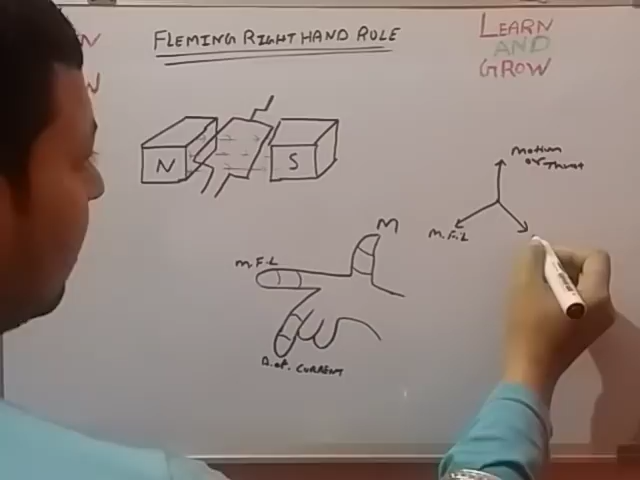 FLEMING RIGHT HAND RULE
LEARN
AND
GROW
N
W
N
S
Motion
or Thrust
M.F.L
M
M.F.L
D.of.CURRENT